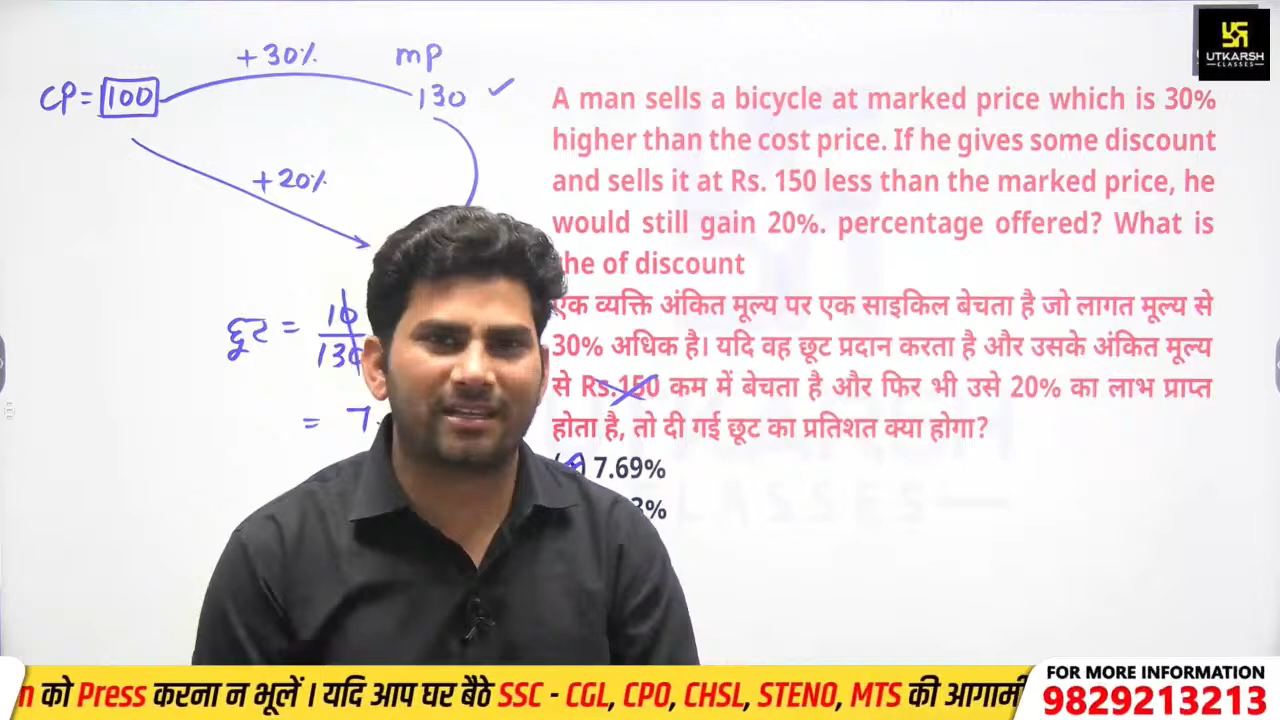 +30%
mp
CP = 100
130
+20%
छूट = 10
130
= 7.
UTKARSH
CLASSES
A man sells a bicycle at marked price which is 30%
higher than the cost price. If he gives some discount
and sells it at Rs. 150 less than the marked price, he
would still gain 20%. percentage offered? What is
the of discount
एक व्यक्ति अंकित मूल्य पर एक साइकिल बेचता है जो लागत मूल्य से
30% अधिक है। यदि वह छूट प्रदान करता है और उसके अंकित मूल्य
से Rs.150 कम में बेचता है और फिर भी उसे 20% का लाभ प्राप्त
होता है, तो दी गई छूट का प्रतिशत क्या होगा?
7.69%
3%
CLASSES
को Press करना न भूलें । यदि आप घर बैठे SSC - CGL, CPO, CHSL, STENO, MTS की आगामी
FOR MORE INFORMATION
9829213213